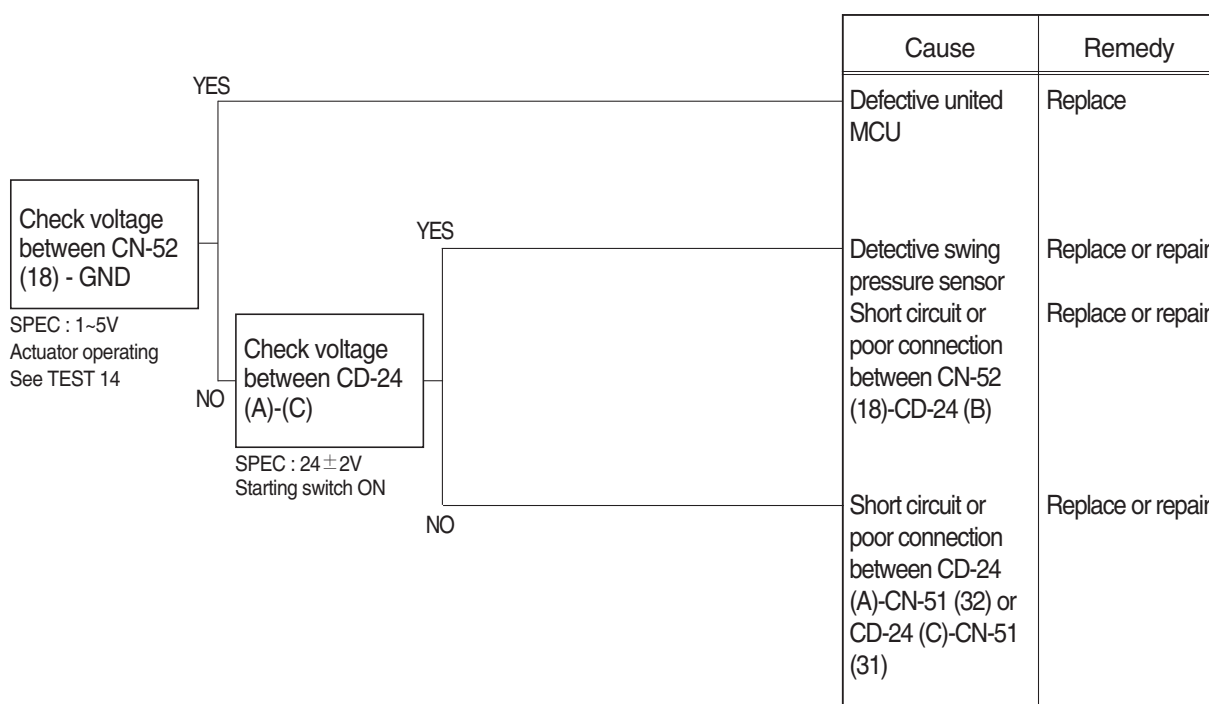 Cause
Remedy
YES
Defective united
MCU
Replace
Check voltage
between CN-52
(18) - GND
SPEC : 1~5V
Actuator operating
See TEST 14
YES
Detective swing
pressure sensor
Replace or repair
Short circuit or
poor connection
between CN-52
(18)-CD-24 (B)
Replace or repair
NO
Check voltage
between CD-24
(A)-(C)
SPEC : 24±2V
Starting switch ON
NO
Short circuit or
poor connection
between CD-24
(A)-CN-51 (32) or
CD-24 (C)-CN-51
(31)
Replace or repair